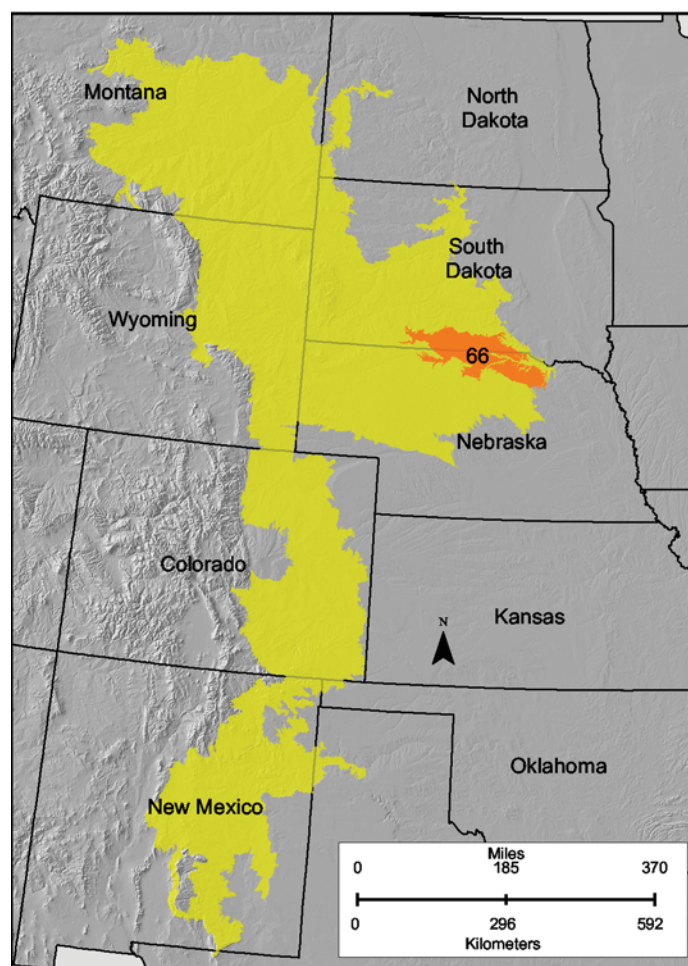 Montana
North
Dakota
South
Dakota
Wyoming
66
Nebraska
Colorado
Kansas
N
Oklahoma
New Mexico
Miles
0 185 370
0 296 592
Kilometers